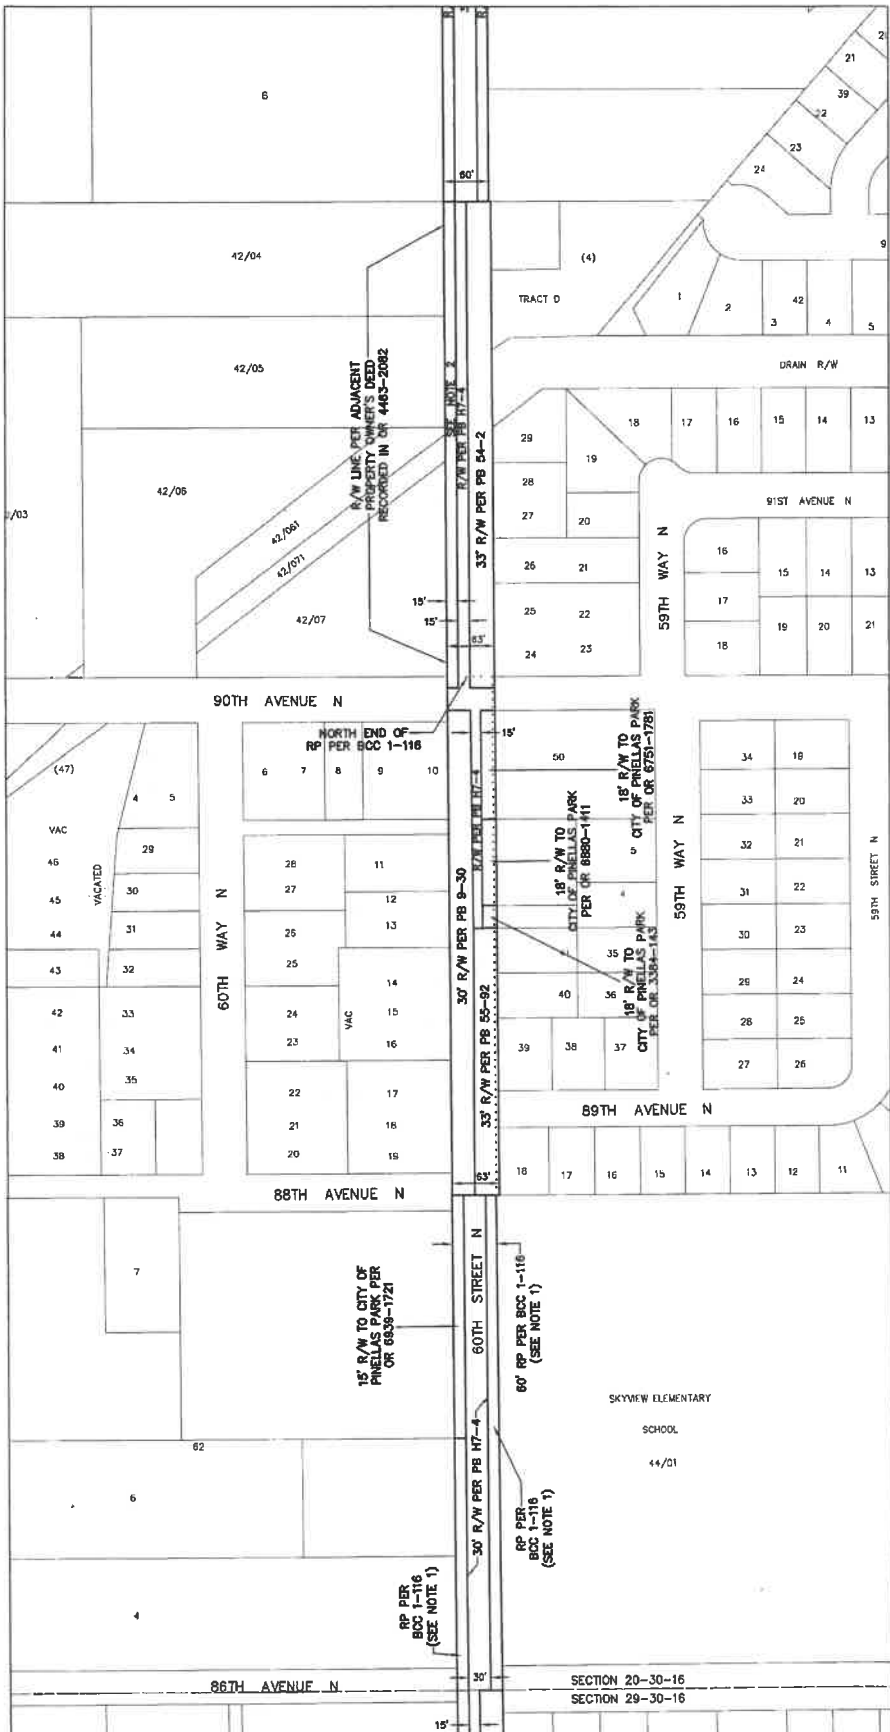 R
R
6
21
39
22
23
24
60'
9
42/04
(4)
TRACT D
1
2
42
3
4
5
42/05
DRAIN R/W
R/W LINE PER ADJACENT
PROPERTY OWNER'S DEED
RECORDED IN OR 4463-2082
SEE NOTE 2
R/W PER PB H7-4
33' R/W PER PB 54-2
29
19
18
17
16
15
14
13
28
27
20
42/06
/03
42/061
42/071
42/07
91ST AVENUE N
59TH WAY N
26
21
25
22
24
23
16
17
18
15
14
13
19
20
21
15'
15'
63'
90TH AVENUE N
NORTH END OF
RP PER BCC 1-116
15'
(47)
4
5
6
7
8
9
10
50
34
19
33
20
32
21
31
22
30
23
29
24
28
25
27
26
VAC
46
45
44
43
42
41
40
39
38
VACATED
29
30
31
32
33
34
35
36
37
60TH WAY N
28
27
26
25
24
23
22
21
20
11
12
13
14
15
16
VAC
17
18
19
R/W PER PB H7-4
30' R/W PER PB 9-30
33' R/W PER PB 55-92
18' R/W TO
CITY OF PINELLAS PARK
PER OR 8880-1411
18' R/W TO
CITY OF PINELLAS PARK
PER OR 6751-1781
18' R/W TO
CITY OF PINELLAS PARK
PER OR 3384-143
5
35
40
36
39
38
37
59TH WAY N
59TH STREET N
89TH AVENUE N
18
17
16
15
14
13
12
11
63'
88TH AVENUE N
7
15' R/W TO CITY OF
PINELLAS PARK PER
OR 6939-1721
60TH STREET N
60' RP PER BCC 1-116
(SEE NOTE 1)
SKYVIEW ELEMENTARY
SCHOOL
44/01
62
6
30' R/W PER PB H7-4
RP PER
BCC 1-116
(SEE NOTE 1)
RP PER
BCC 1-116
(SEE NOTE 1)
4
30'
86TH AVENUE N
SECTION 20-30-16
SECTION 29-30-16
15'